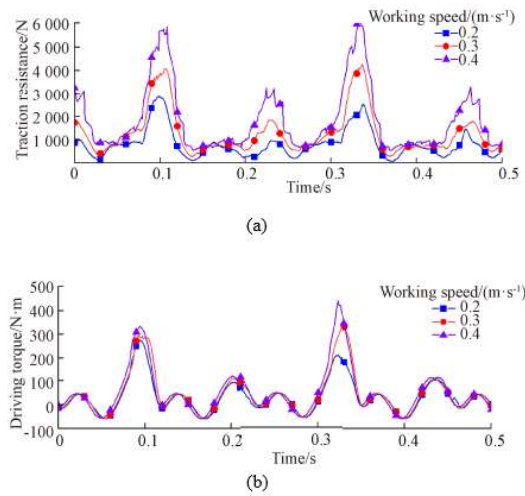 Traction resistance/N
6 000
5 000
4 000
3 000
2 000
1 000
Working speed/(m·s⁻¹)
0.2
0.3
0.4
0 0.1 0.2 0.3 0.4 0.5
Time/s
(a)
Driving torque/N·m
500
400
300
200
100
0
-100
Working speed/(m·s⁻¹)
0.2
0.3
0.4
0 0.1 0.2 0.3 0.4 0.5
Time/s
(b)